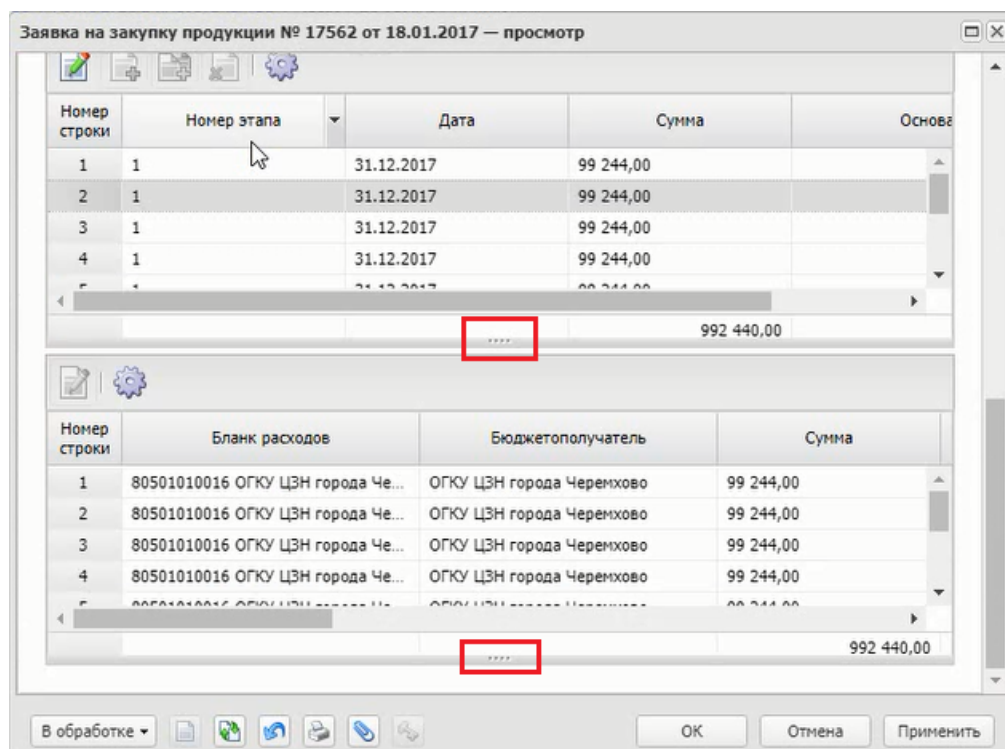 Заявка на закупку продукции № 17562 от 18.01.2017 — просмотр
Номер строки Номер этапа Дата Сумма Основа
1 1 31.12.2017 99 244,00
2 1 31.12.2017 99 244,00
3 1 31.12.2017 99 244,00
4 1 31.12.2017 99 244,00
992 440,00
Номер строки Бланк расходов Бюджетополучатель Сумма
1 80501010016 ОГКУ ЦЗН города Че... ОГКУ ЦЗН города Черемхово 99 244,00
2 80501010016 ОГКУ ЦЗН города Че... ОГКУ ЦЗН города Черемхово 99 244,00
3 80501010016 ОГКУ ЦЗН города Че... ОГКУ ЦЗН города Черемхово 99 244,00
4 80501010016 ОГКУ ЦЗН города Че... ОГКУ ЦЗН города Черемхово 99 244,00
992 440,00
В обработке ОК Отмена Применить